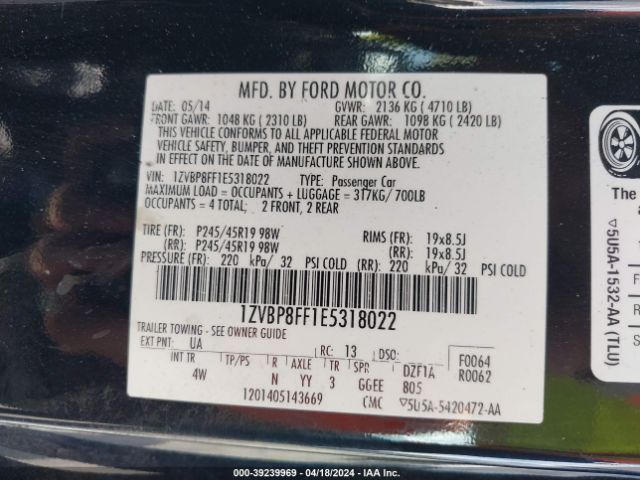 MFD. BY FORD MOTOR CO.
DATE: 05/14 GVWR: 2136 KG ( 4710 LB)
FRONT GAWR: 1048 KG ( 2310 LB) REAR GAWR: 1098 KG ( 2420 LB)
THIS VEHICLE CONFORMS TO ALL APPLICABLE FEDERAL MOTOR
VEHICLE SAFETY, BUMPER, AND THEFT PREVENTION STANDARDS
IN EFFECT ON THE DATE OF MANUFACTURE SHOWN ABOVE.
VIN: 1ZVBP8FF1E5318022 TYPE: Passenger Car
MAXIMUM LOAD = OCCUPANTS + LUGGAGE = 317KG/ 700LB
OCCUPANTS = 4 TOTAL, 2 FRONT, 2 REAR
TIRE (FR): P245/45R19 98W RIMS (FR): 19x8.5J
(RR): P245/45R19 98W (RR): 19x8.5J
PRESSURE (FR): 220 kPa/ 32 PSI COLD (RR): 220 kPa/ 32 PSI COLD
1ZVBP8FF1E5318022
TRAILER TOWING - SEE OWNER GUIDE
EXT PNT: UA RC: 13 DSO: F0064
INT TR TP/PS R AXLE TR SPR DZF1A R0062
4W N YY 3 GGEE 805
1201405143669 CMC ▽5U5A-5420472-AA
The
▽5U5A-1532-AA (TLU)
000-39239969 - 04/18/2024 - IAA Inc.